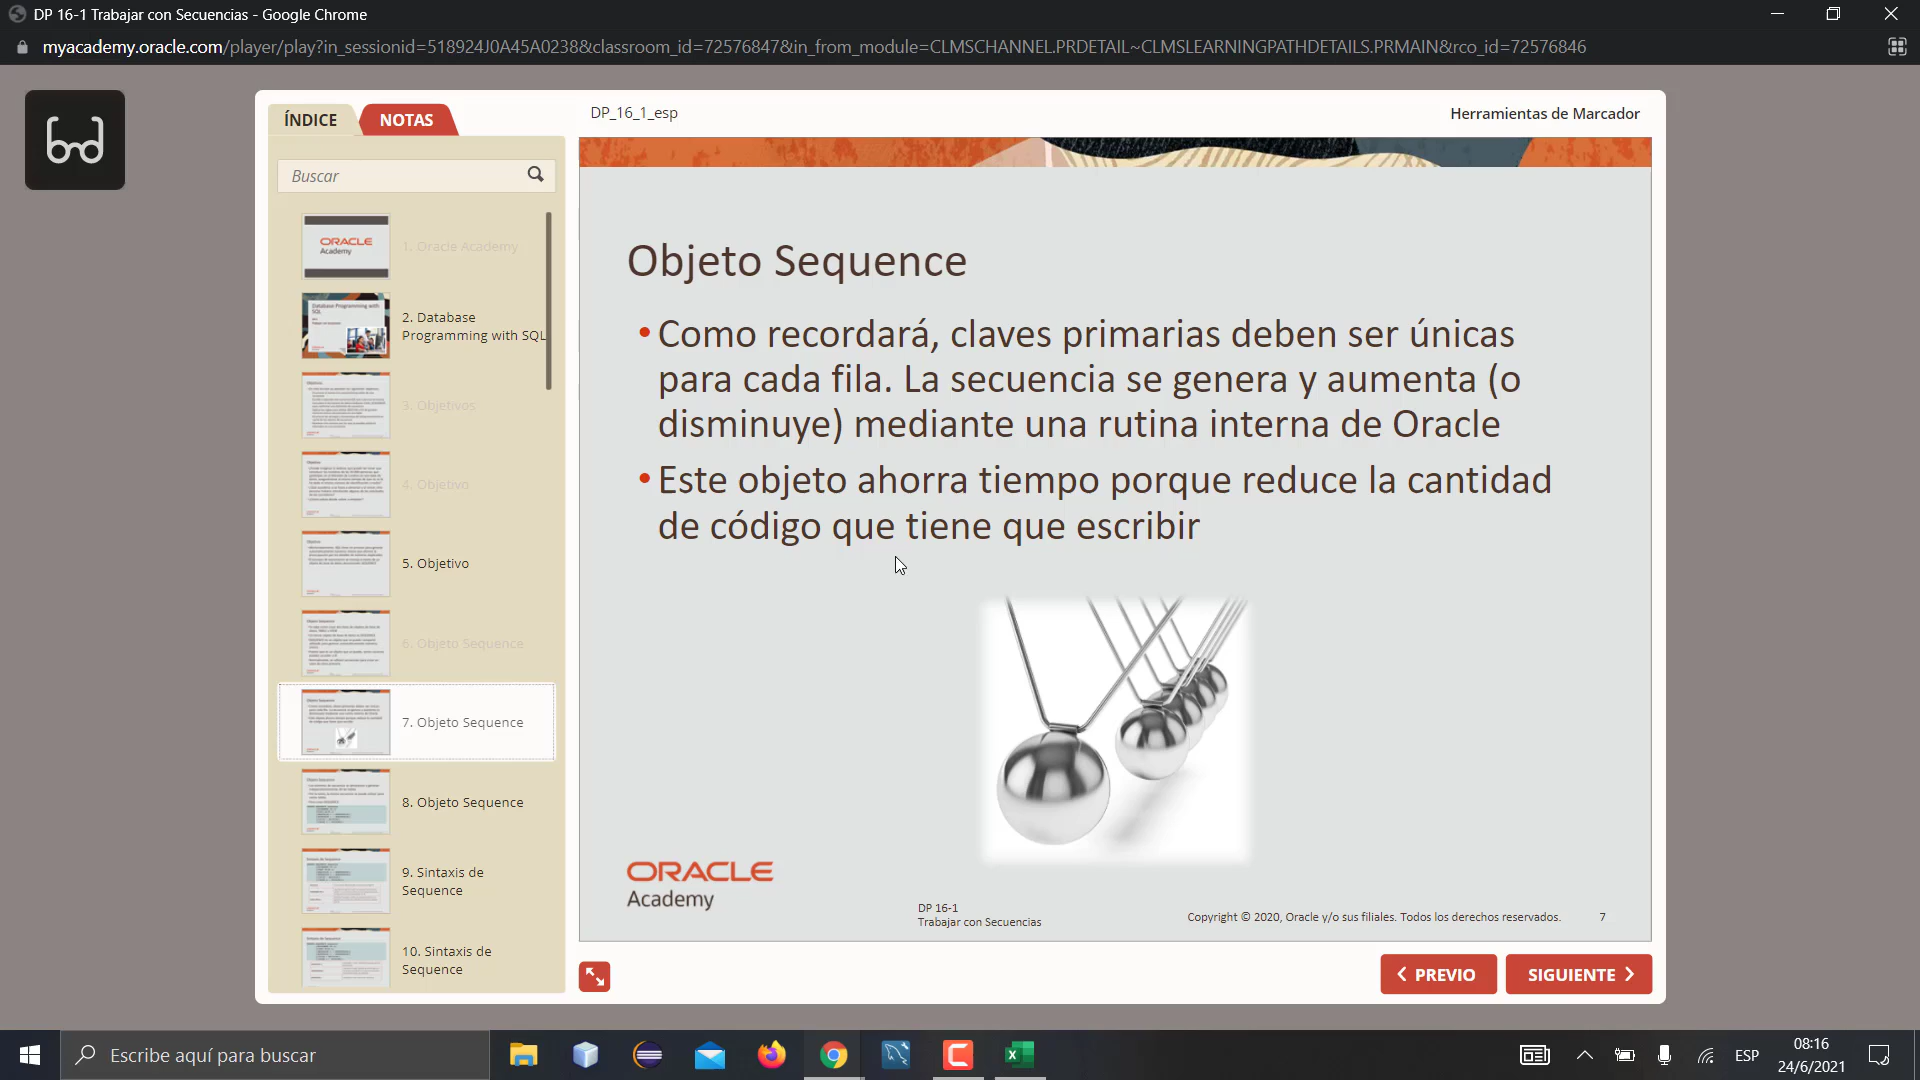 DP 16-1 Trabajar con Secuencias - Google Chrome
myacademy.oracle.com/player/play?in_sessionid=518924J0A45A0238&classroom_id=72576847&in_from_module=CLMSCHANNEL.PRDETAIL~CLMSLEARNINGPATHDETAILS.PRMAIN&rco_id=72576846
ÍNDICE
NOTAS
DP_16_1_esp
Herramientas de Marcador
Buscar
ORACLE
Academy
1. Oracle Academy
Database Programming with
SQL
2. Database
Programming with SQL
3. Objetivos
4. Objetivo
5. Objetivo
6. Objeto Sequence
7. Objeto Sequence
8. Objeto Sequence
9. Sintaxis de
Sequence
10. Sintaxis de
Sequence
Objeto Sequence
•Como recordará, claves primarias deben ser únicas
para cada fila. La secuencia se genera y aumenta (o
disminuye) mediante una rutina interna de Oracle
•Este objeto ahorra tiempo porque reduce la cantidad
de código que tiene que escribir
ORACLE
Academy
DP 16-1
Trabajar con Secuencias
Copyright © 2020, Oracle y/o sus filiales. Todos los derechos reservados.
7
PREVIO
SIGUIENTE
Escribe aquí para buscar
ESP
08:16
24/6/2021